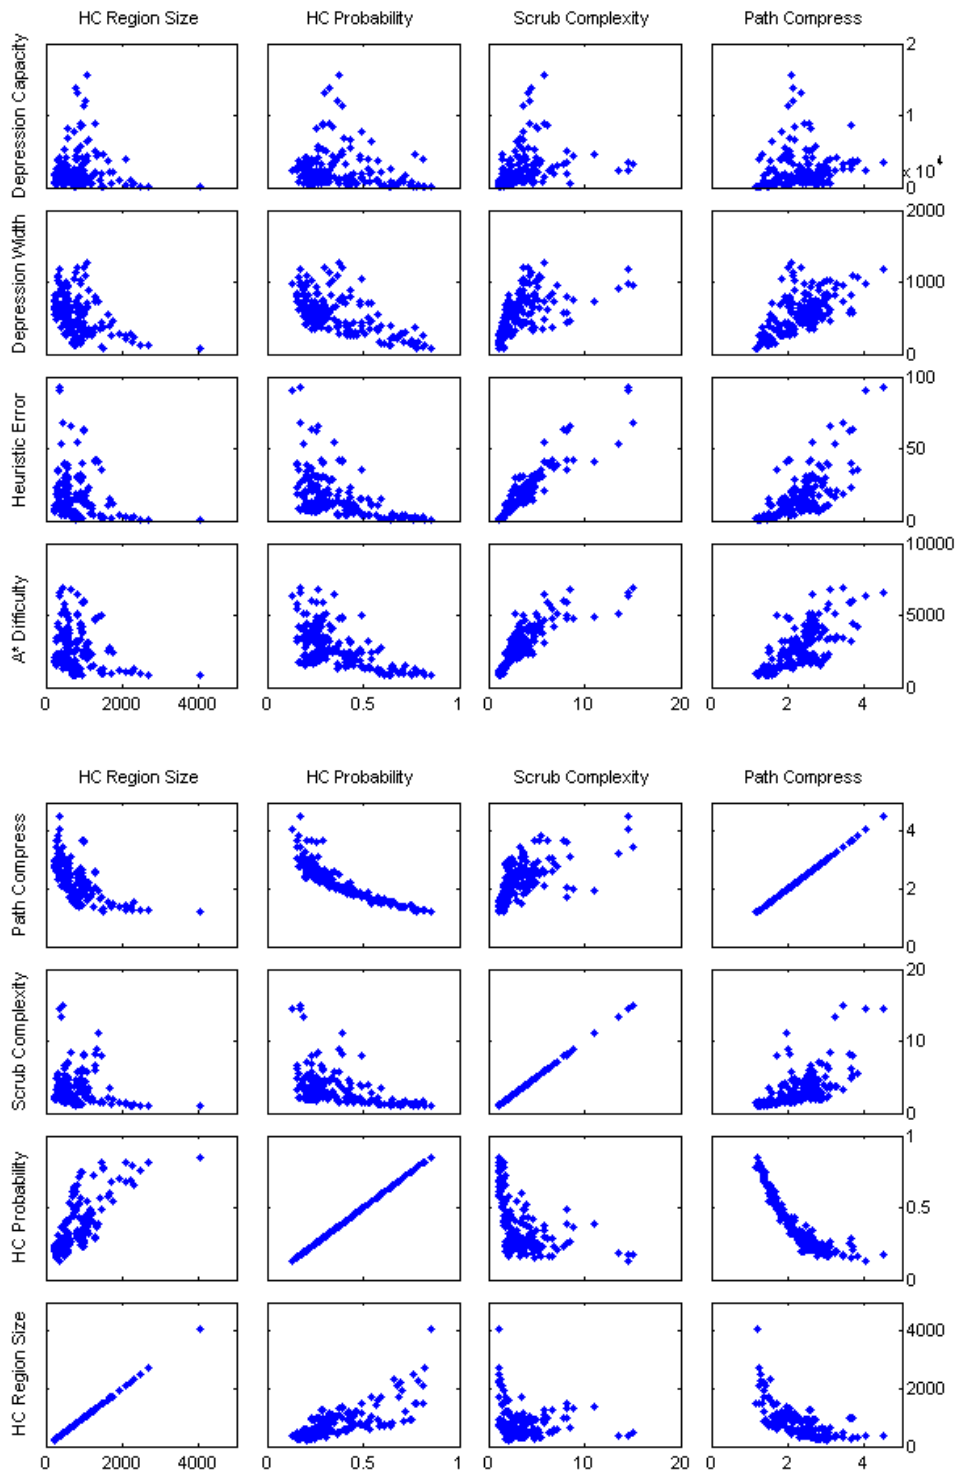 HC Region Size HC Probability Scrub Complexity Path Compress
Depression Capacity
2
1
x 10 4
0
Depression Width
2000
1000
0
Heuristic Error
100
50
0
A* Difficulty
10000
5000
0
0 2000 4000 0 0.5 1 0 10 20 0 2 4
HC Region Size HC Probability Scrub Complexity Path Compress
Path Compress
4
2
0
Scrub Complexity
20
10
0
HC Probability
1
0.5
0
HC Region Size
4000
2000
0
0 2000 4000 0 0.5 1 0 10 20 0 2 4